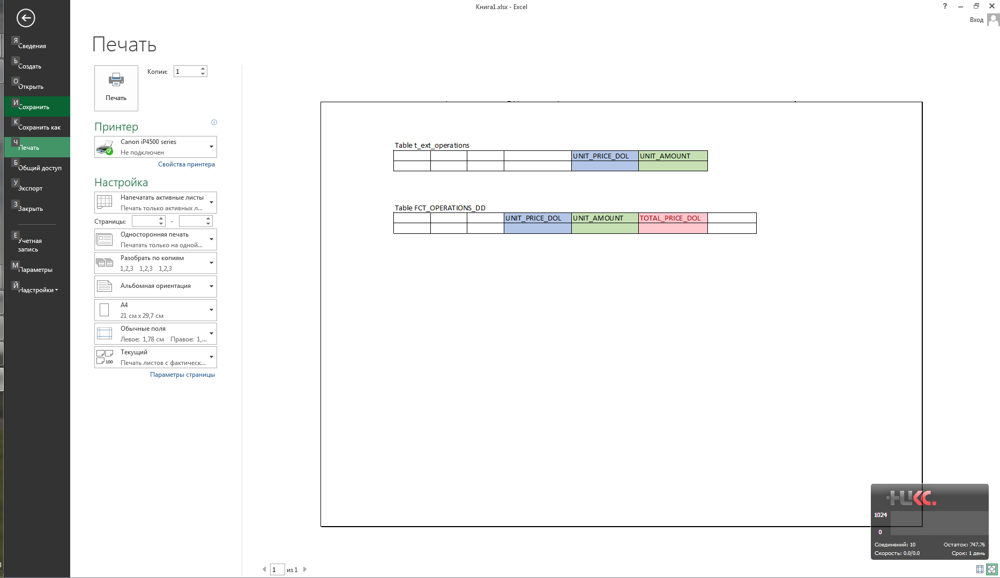 Книга1.xlsx - Excel
?
Вход
Я
Сведения
Ь
Создать
О
Открыть
И
Сохранить
К
Сохранить как
Ч
Печать
Б
Общий доступ
У
Экспорт
З
Закрыть
Е
Учетная
запись
М
Параметры
Й
Надстройки
Печать
Печать
Копии: 1
Принтер
Canon iP4500 series
Не подключен
Свойства принтера
Настройка
Напечатать активные листы
Печать только активных л...
Страницы: -
Односторонняя печать
Печатать только на одной...
Разобрать по копиям
1,2,3 1,2,3 1,2,3
Альбомная ориентация
A4
21 см x 29,7 см
Обычные поля
Левое: 1,78 см Правое: 1,...
Текущий
100
Печать листов с фактическ...
Параметры страницы
Table t_ext_operations
UNIT_PRICE_DOL UNIT_AMOUNT
Table FCT_OPERATIONS_DD
UNIT_PRICE_DOL UNIT_AMOUNT TOTAL_PRICE_DOL
1 из 1
1024
0
Соединений: 10 Остаток: 747.76
Скорость: 0.0/0.0 Срок: 1 день